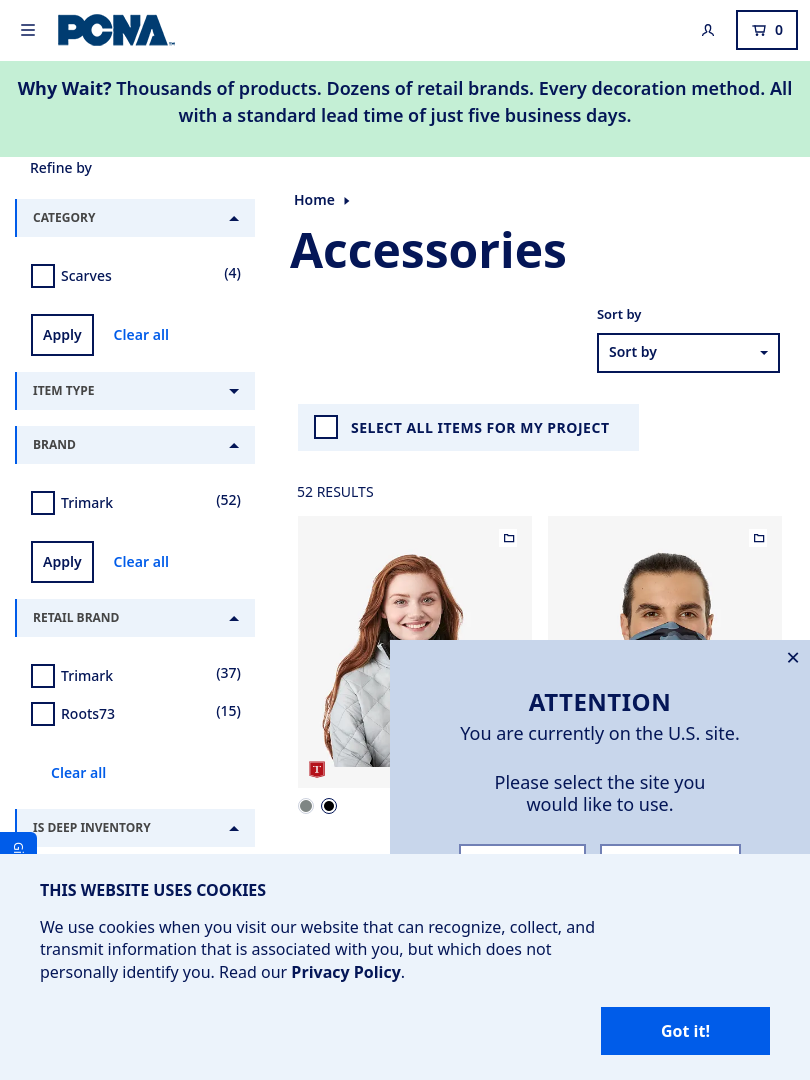 PCNA
0
Why Wait? Thousands of products. Dozens of retail brands. Every decoration method. All
with a standard lead time of just five business days.
Refine by
CATEGORY
Scarves (4)
Apply Clear all
ITEM TYPE
BRAND
Trimark (52)
Apply Clear all
RETAIL BRAND
Trimark (37)
Roots73 (15)
Clear all
IS DEEP INVENTORY
Home
Accessories
Sort by
Sort by
SELECT ALL ITEMS FOR MY PROJECT
52 RESULTS
T
ATTENTION
You are currently on the U.S. site.
Please select the site you
would like to use.
THIS WEBSITE USES COOKIES
We use cookies when you visit our website that can recognize, collect, and
transmit information that is associated with you, but which does not
personally identify you. Read our Privacy Policy.
Got it!